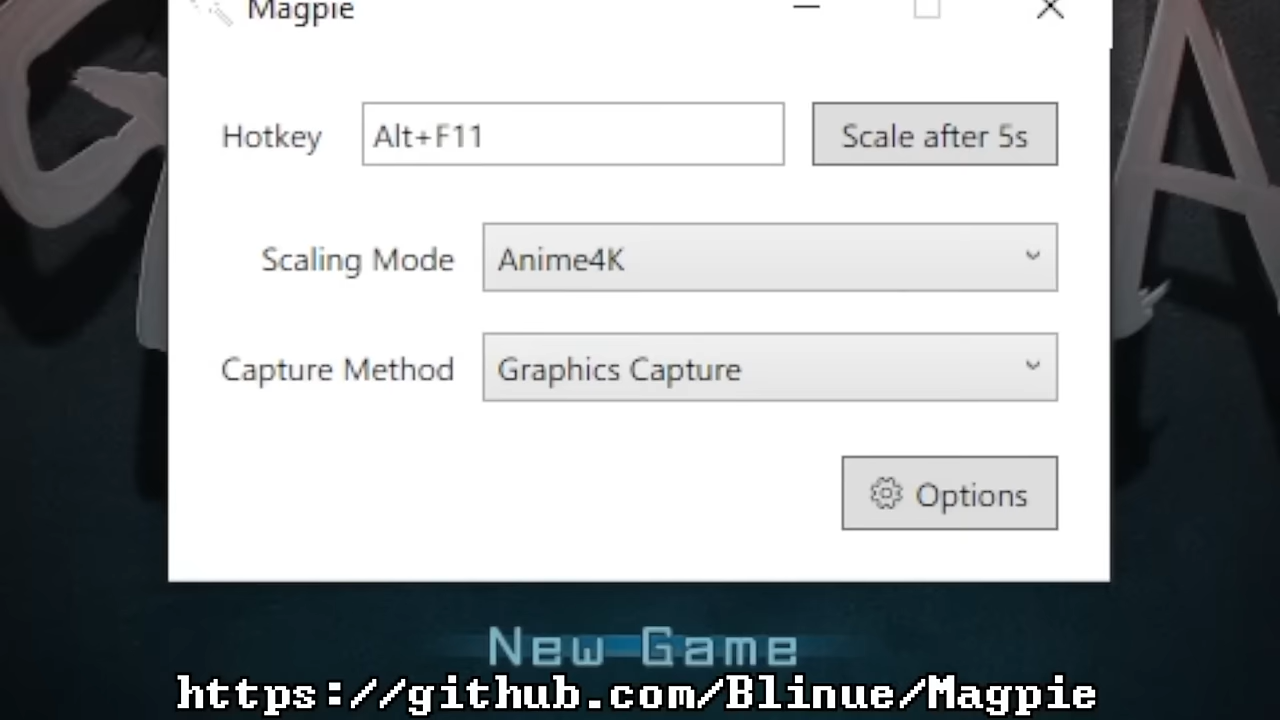 Magpie
Hotkey
Alt+F11
Scale after 5s
Scaling Mode
Anime4K
Capture Method
Graphics Capture
Options
New Game
https://github.com/Blinue/Magpie